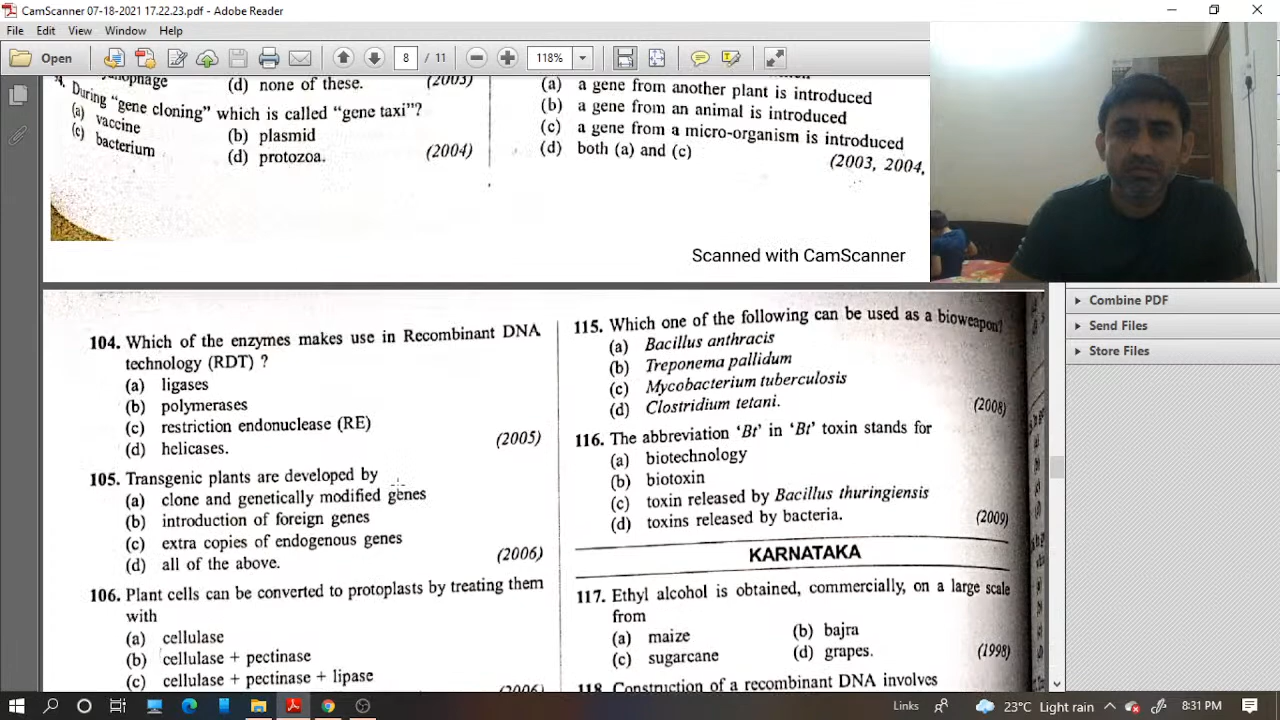 CamScanner 07-18-2021 17.22.23.pdf - Adobe Reader
File Edit View Window Help
Open 8 / 11 118%
(d) none of these.
During “gene cloning” which is called “gene taxi”?
(a) vaccine (b) plasmid
(c) bacterium (d) protozoa. (2004)
(a) a gene from another plant is introduced
(b) a gene from an animal is introduced
(c) a gene from a micro-organism is introduced
(d) both (a) and (c)
(2003, 2004,
Scanned with CamScanner
104. Which of the enzymes makes use in Recombinant DNA
technology (RDT) ?
(a) ligases
(b) polymerases
(c) restriction endonuclease (RE)
(d) helicases. (2005)
105. Transgenic plants are developed by
(a) clone and genetically modified genes
(b) introduction of foreign genes
(c) extra copies of endogenous genes
(d) all of the above. (2006)
106. Plant cells can be converted to protoplasts by treating them
with
(a) cellulase
(b) cellulase + pectinase
(c) cellulase + pectinase + lipase
115. Which one of the following can be used as a bioweapon?
(a) Bacillus anthracis
(b) Treponema pallidum
(c) Mycobacterium tuberculosis
(d) Clostridium tetani. (2008)
116. The abbreviation ‘Bt’ in ‘Bt’ toxin stands for
(a) biotechnology
(b) biotoxin
(c) toxin released by Bacillus thuringiensis
(d) toxins released by bacteria. (2009)
KARNATAKA
117. Ethyl alcohol is obtained, commercially, on a large scale
from
(a) maize (b) bajra
(c) sugarcane (d) grapes. (1998)
118. Construction of a recombinant DNA involves
Combine PDF
Send Files
Store Files
Links 23°C Light rain 8:31 PM